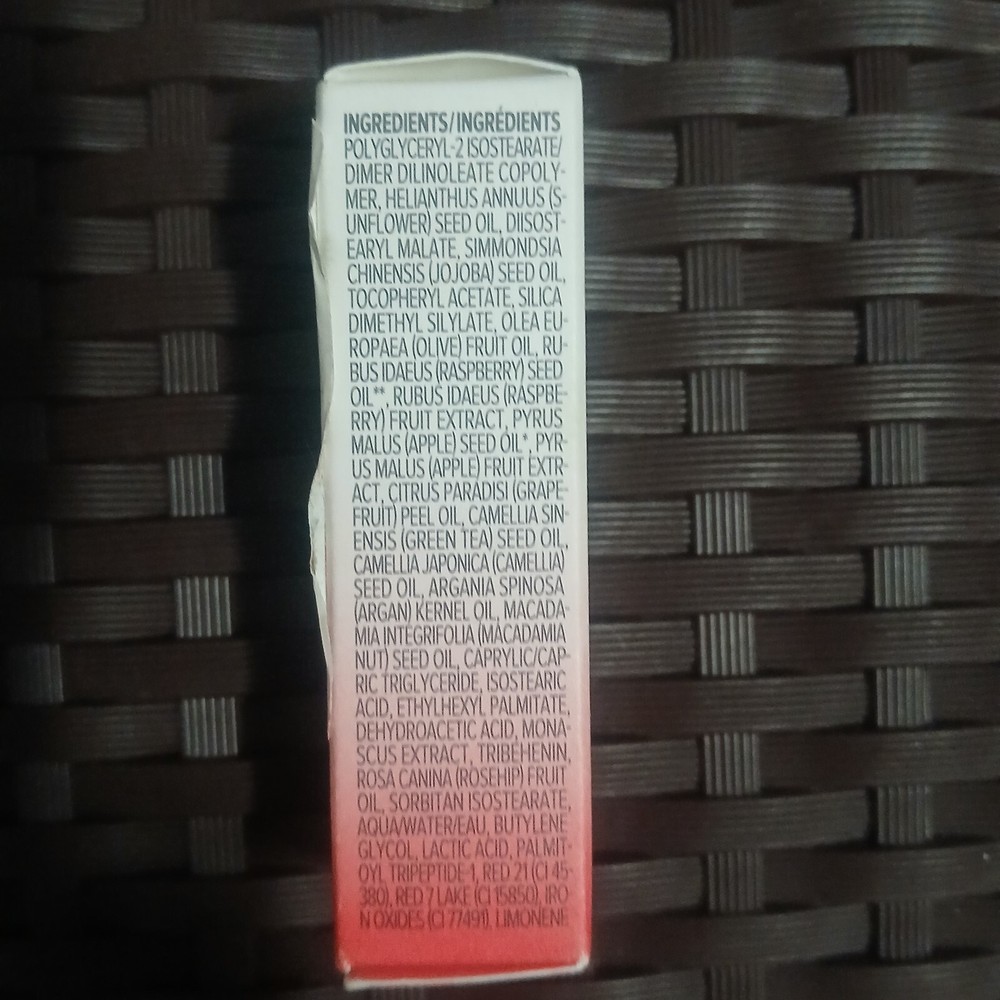 INGREDIENTS/INGRÉDIENTS
POLYGLYCERYL-2 ISOSTEARATE/
DIMER DILINOLEATE COPOLY-
MER, HELIANTHUS ANNUUS (S-
UNFLOWER) SEED OIL, DIISOST-
EARYL MALATE, SIMMONDSIA
CHINENSIS (JOJOBA) SEED OIL,
TOCOPHERYL ACETATE, SILICA
DIMETHYL SILYLATE, OLEA EU-
ROPAEA (OLIVE) FRUIT OIL, RU-
BUS IDAEUS (RASPBERRY) SEED
OIL**, RUBUS IDAEUS (RASPBE-
RRY) FRUIT EXTRACT, PYRUS
MALUS (APPLE) SEED OIL*, PYR-
US MALUS (APPLE) FRUIT EXTR-
ACT, CITRUS PARADISI (GRAPE-
FRUIT) PEEL OIL, CAMELLIA SIN-
ENSIS (GREEN TEA) SEED OIL,
CAMELLIA JAPONICA (CAMELLIA)
SEED OIL, ARGANIA SPINOSA
(ARGAN) KERNEL OIL, MACADA-
MIA INTEGRIFOLIA (MACADAMIA
NUT) SEED OIL, CAPRYLIC/CAP-
RIC TRIGLYCERIDE, ISOSTEARIC
ACID, ETHYLHEXYL PALMITATE,
DEHYDROACETIC ACID, MONA-
SCUS EXTRACT, TRIBEHENIN,
ROSA CANINA (ROSEHIP) FRUIT
OIL, SORBITAN ISOSTEARATE,
AQUA/WATER/EAU, BUTYLENE
GLYCOL, LACTIC ACID, PALMIT-
OYL TRIPEPTIDE-1, RED 21 (CI 45-
380), RED 7 LAKE (CI 15850), IRO
N OXIDES (CI 77491), LIMONENE